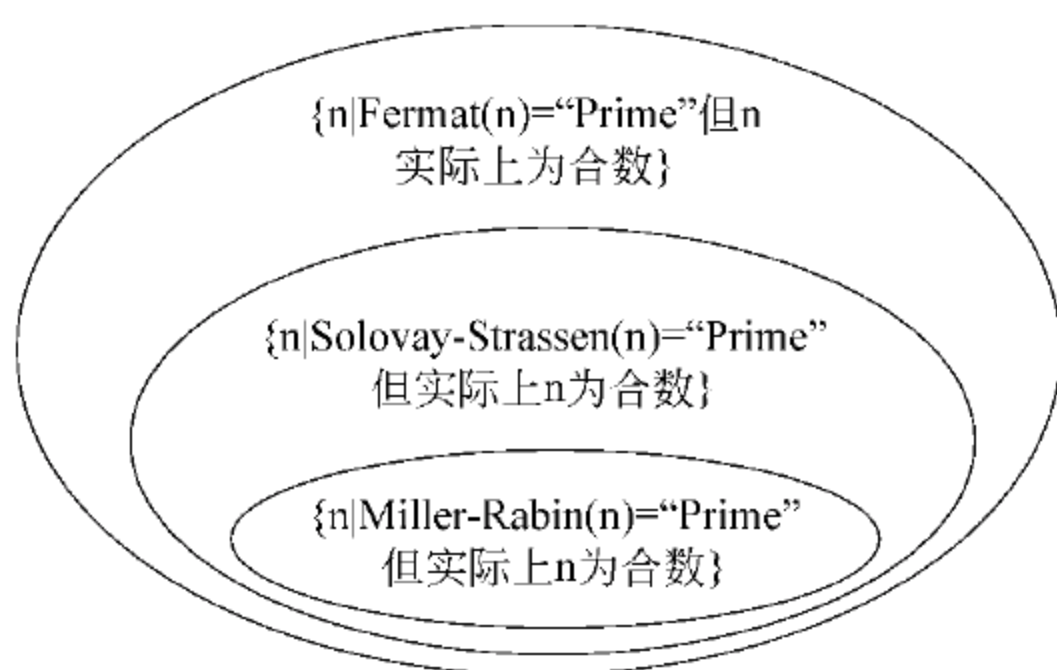 {n|Fermat(n)=“Prime”但n
实际上为合数}
{n|Solovay-Strassen(n)=“Prime”
但实际上n为合数}
{n|Miller-Rabin(n)=“Prime”
但实际上n为合数}